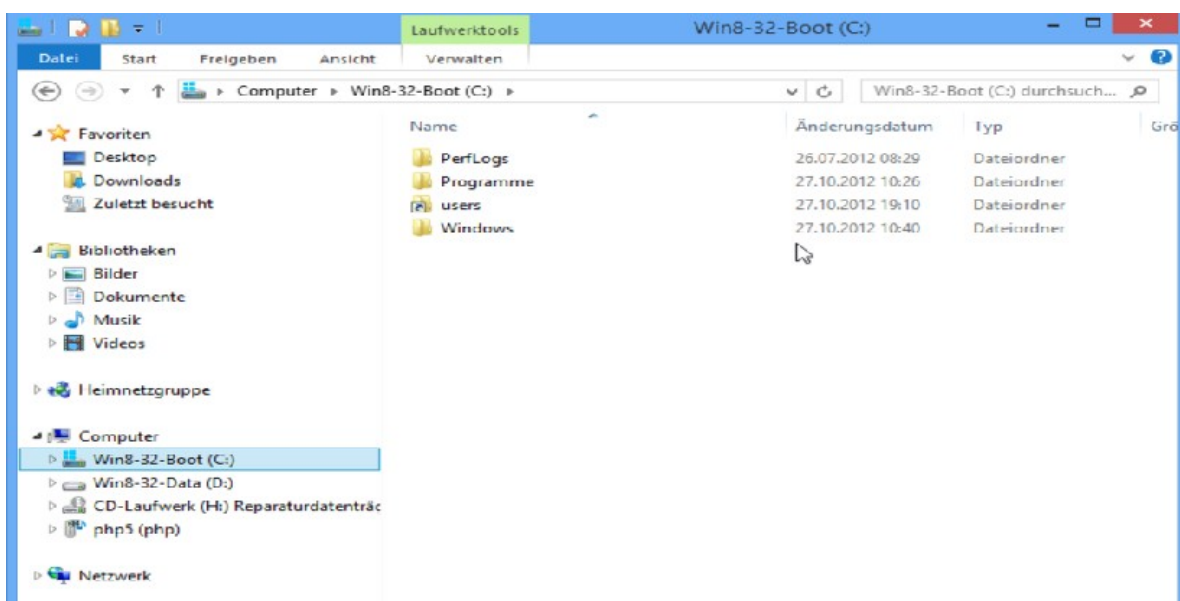 Laufwerktools Win8-32-Boot (C:)
Datei Start Freigeben Ansicht Verwalten
Computer Win8-32-Boot (C:) Win8-32-Boot (C:) durchsuch...
Favoriten
Desktop
Downloads
Zuletzt besucht
Bibliotheken
Bilder
Dokumente
Musik
Videos
Heimnetzgruppe
Computer
Win8-32-Boot (C:)
Win8-32-Data (D:)
CD-Laufwerk (H:) Reparaturdatenträc
php5 (php)
Netzwerk
Name Änderungsdatum Typ Grö
PerfLogs 26.07.2012 08:29 Dateiordner
Programme 27.10.2012 10:26 Dateiordner
users 27.10.2012 19:10 Dateiordner
Windows 27.10.2012 10:40 Dateiordner